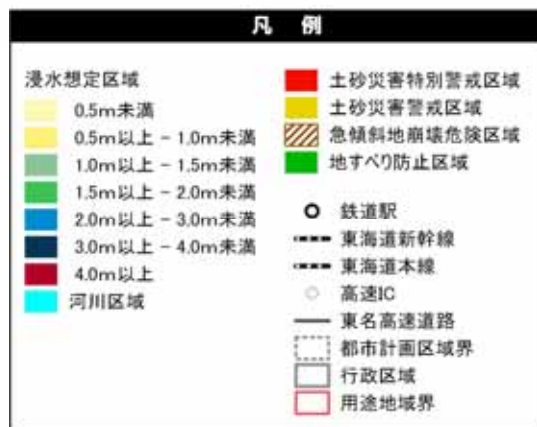 凡 例
浸水想定区域
0.5m未満
0.5m以上 - 1.0m未満
1.0m以上 - 1.5m未満
1.5m以上 - 2.0m未満
2.0m以上 - 3.0m未満
3.0m以上 - 4.0m未満
4.0m以上
河川区域
土砂災害特別警戒区域
土砂災害警戒区域
急傾斜地崩壊危険区域
地すべり防止区域
鉄道駅
東海道新幹線
東海道本線
高速IC
東名高速道路
都市計画区域界
行政区域
用途地域界